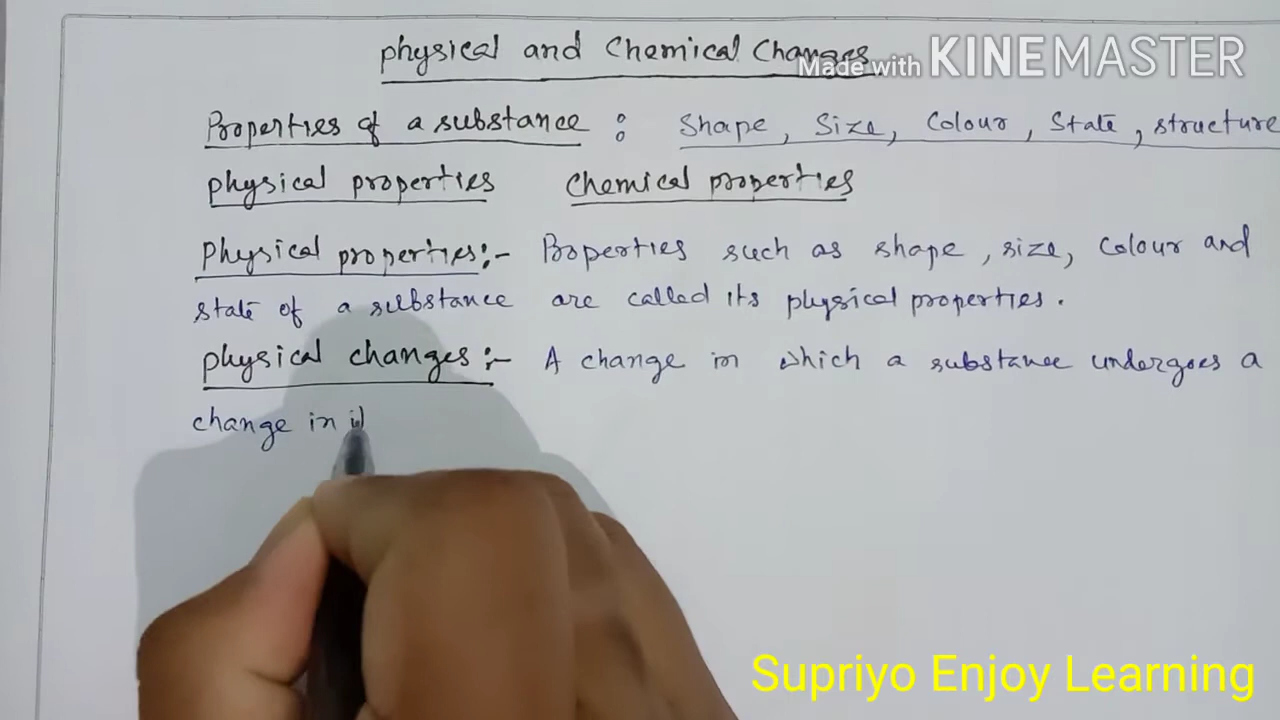 Physical and Chemical Changes.
Made with KINEMASTER
Properties of a substance : Shape, Size, Colour, State, structure
physical properties Chemical properties
Physical properties:- Properties such as shape, size, Colour and
state of a substance are called its physical properties.
physical changes:- A change in which a substance undergoes a
change in
Supriyo Enjoy Learning